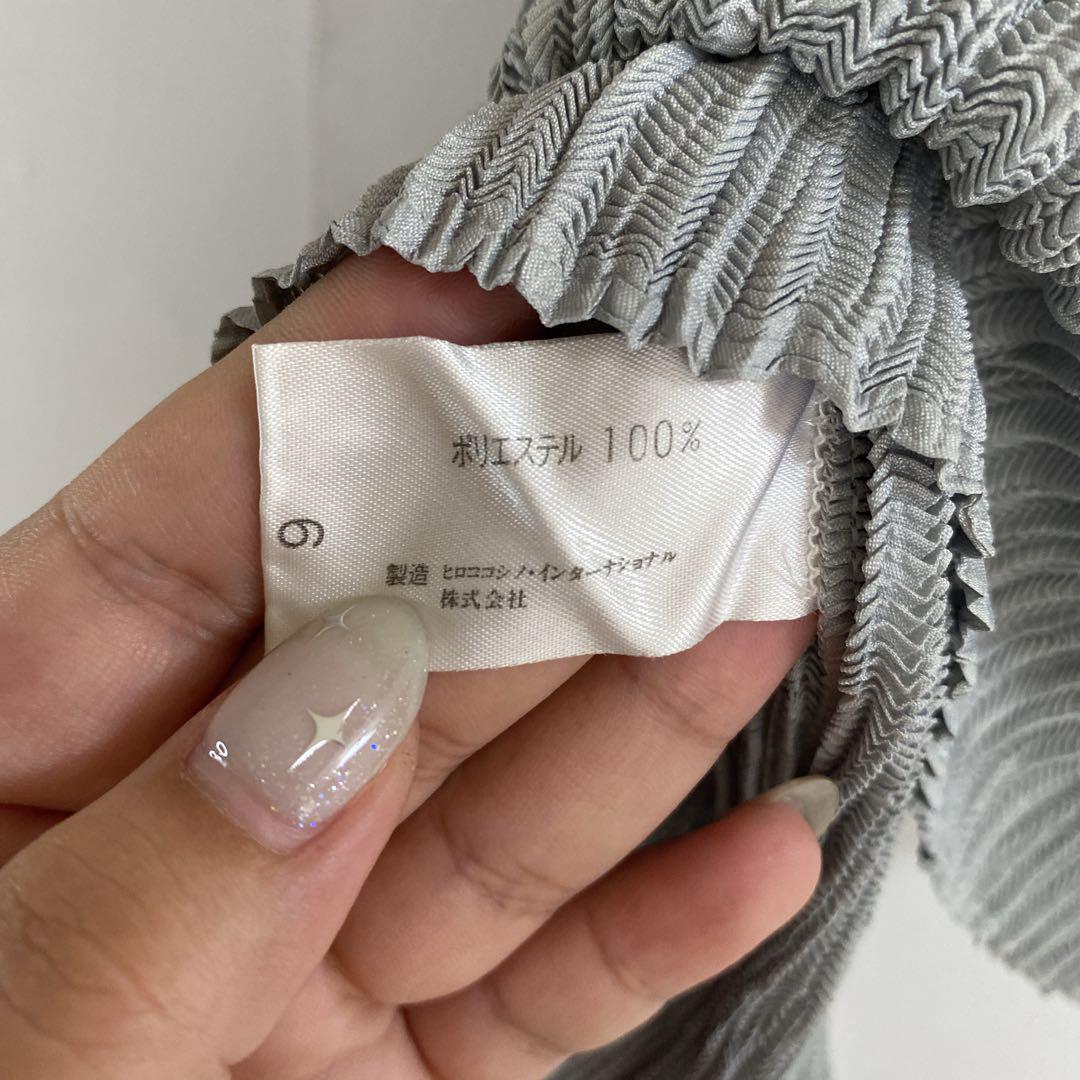 ポリエステル 100%
9
製造 ヒロココシノ・インターナショナル
株式会社